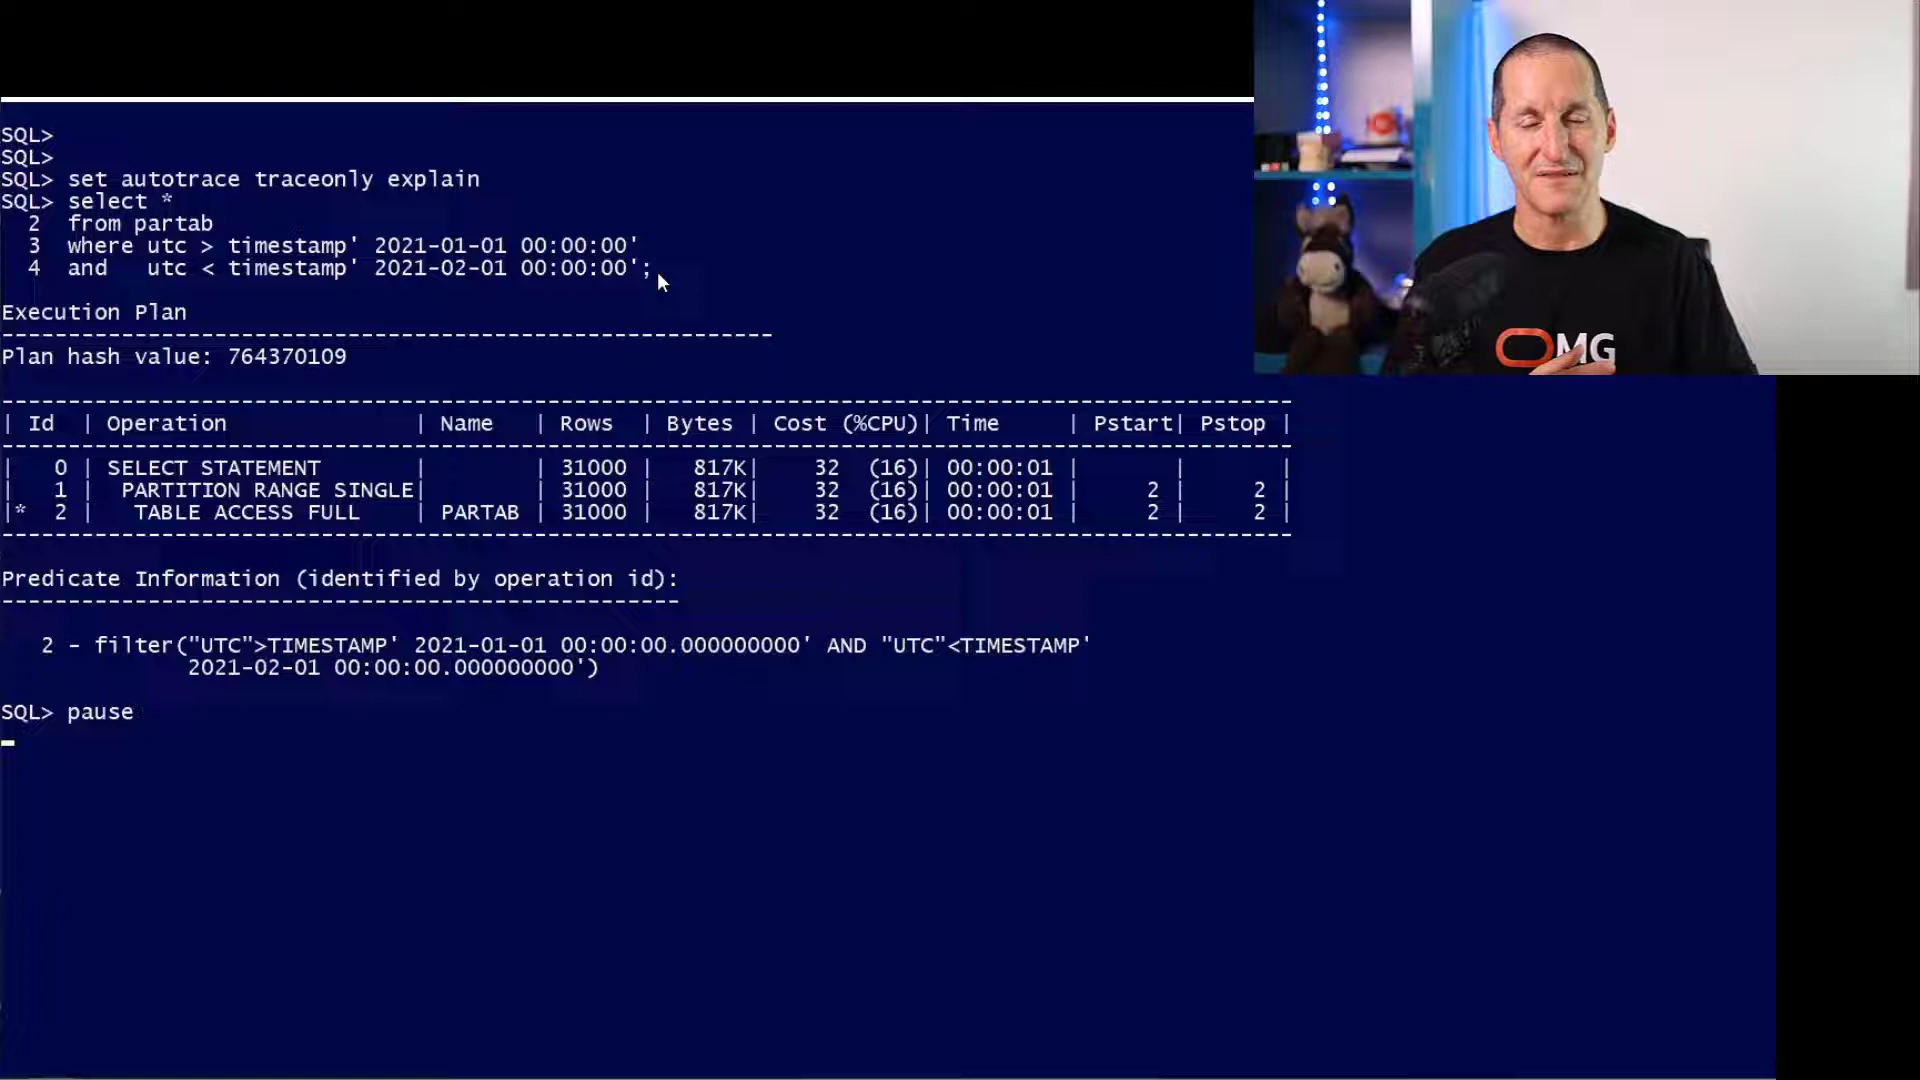 SQL>
SQL>
SQL> set autotrace traceonly explain
SQL> select *
  2  from partab
  3  where utc > timestamp' 2021-01-01 00:00:00'
  4  and   utc < timestamp' 2021-02-01 00:00:00';
Execution Plan
----------------------------------------------------------
Plan hash value: 764370109
-------------------------------------------------------------------------------------------------
| Id  | Operation              | Name   | Rows  | Bytes | Cost (%CPU)| Time     | Pstart| Pstop |
-------------------------------------------------------------------------------------------------
|   0 | SELECT STATEMENT       |        | 31000 |   817K|    32  (16)| 00:00:01 |       |       |
|   1 |  PARTITION RANGE SINGLE|        | 31000 |   817K|    32  (16)| 00:00:01 |     2 |     2 |
|*  2 |   TABLE ACCESS FULL    | PARTAB | 31000 |   817K|    32  (16)| 00:00:01 |     2 |     2 |
-------------------------------------------------------------------------------------------------
Predicate Information (identified by operation id):
---------------------------------------------------
   2 - filter("UTC">TIMESTAMP' 2021-01-01 00:00:00.000000000' AND "UTC"<TIMESTAMP'
              2021-02-01 00:00:00.000000000')
SQL> pause
OMG